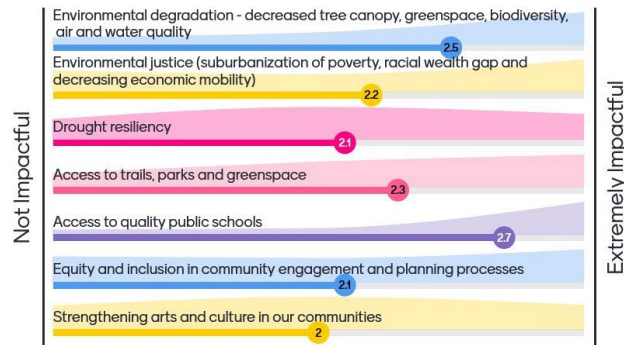 Environmental degradation - decreased tree canopy, greenspace, biodiversity,
air and water quality
2.5
Environmental justice (suburbanization of poverty, racial wealth gap and
decreasing economic mobility)
2.2
Drought resiliency
2.1
Access to trails, parks and greenspace
2.3
Access to quality public schools
2.7
Equity and inclusion in community engagement and planning processes
2.1
Strengthening arts and culture in our communities
2
Not Impactful
Extremely Impactful